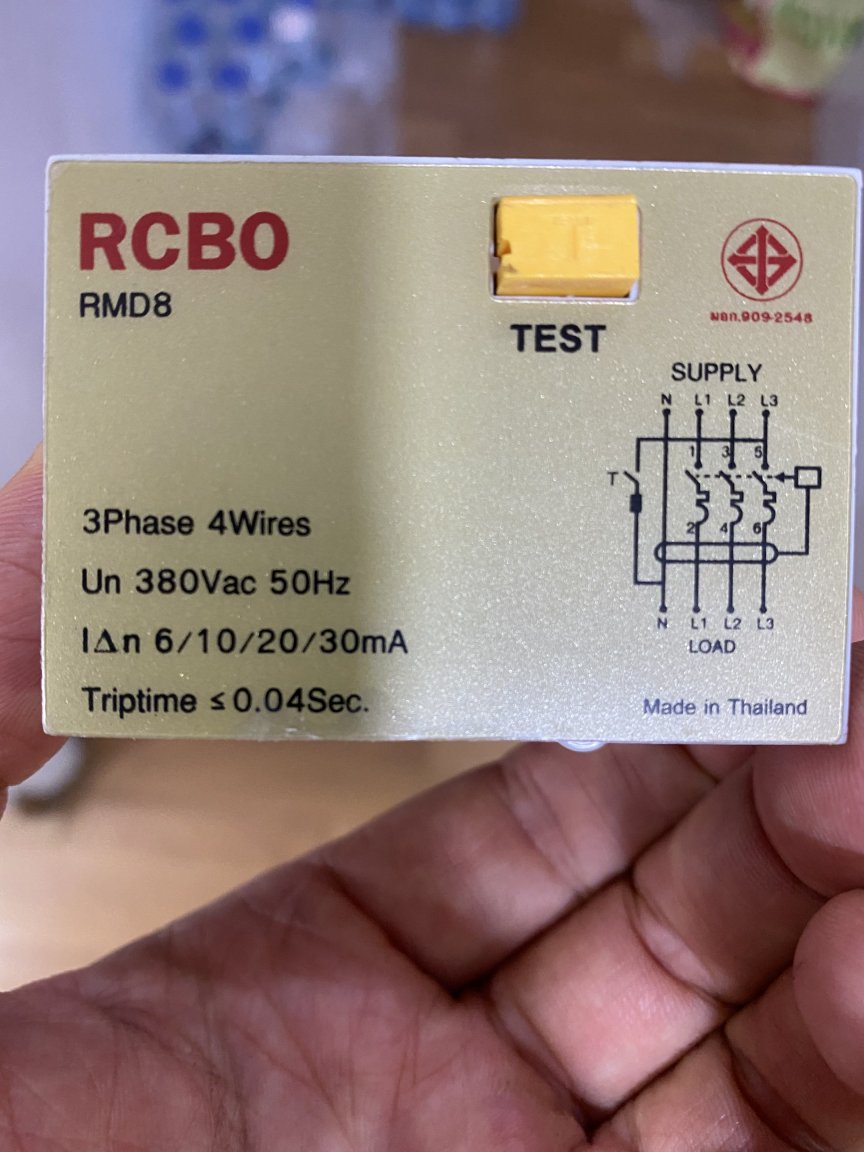 RCBO
RMD8
TEST
มอก.909-2548
3Phase 4Wires
Un 380Vac 50Hz
I∆n 6/10/20/30mA
Triptime ≤ 0.04Sec.
SUPPLY
N L1 L2 L3
1 3 5
T
2 4 6
N L1 L2 L3
LOAD
Made in Thailand